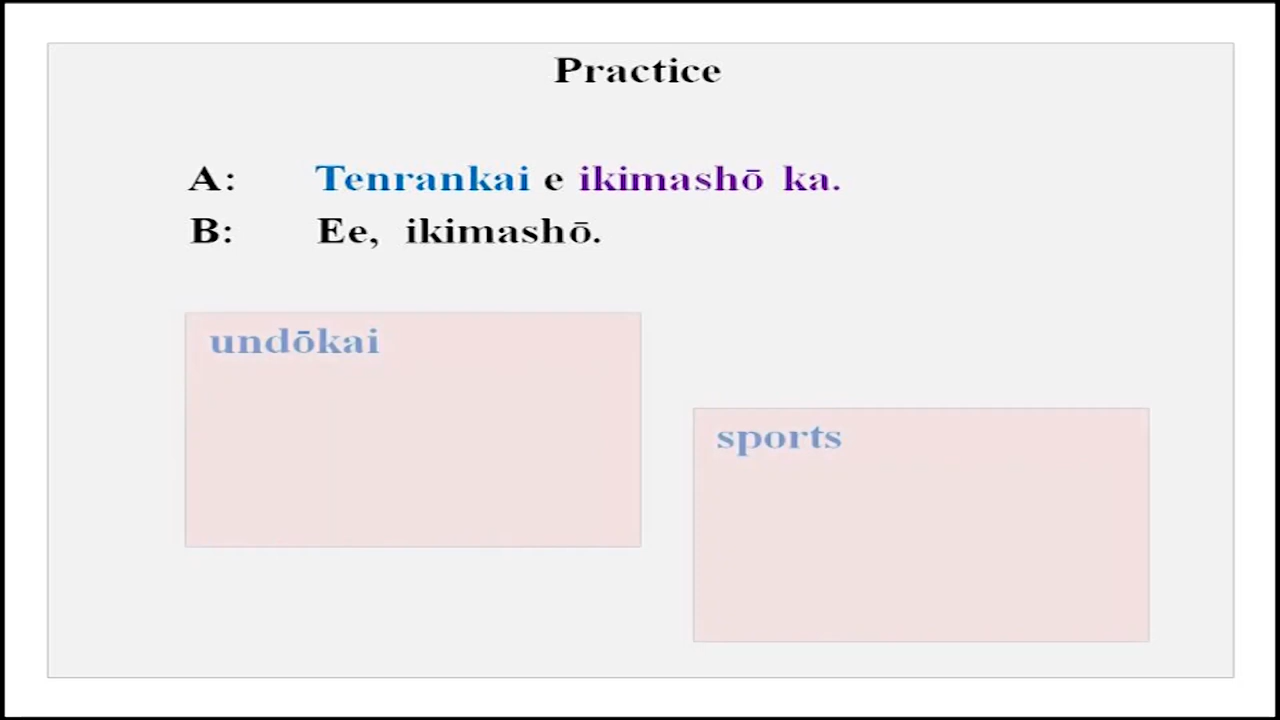 Practice
A: Tenrankai e ikimashō ka.
B: Ee, ikimashō.
undōkai
sports